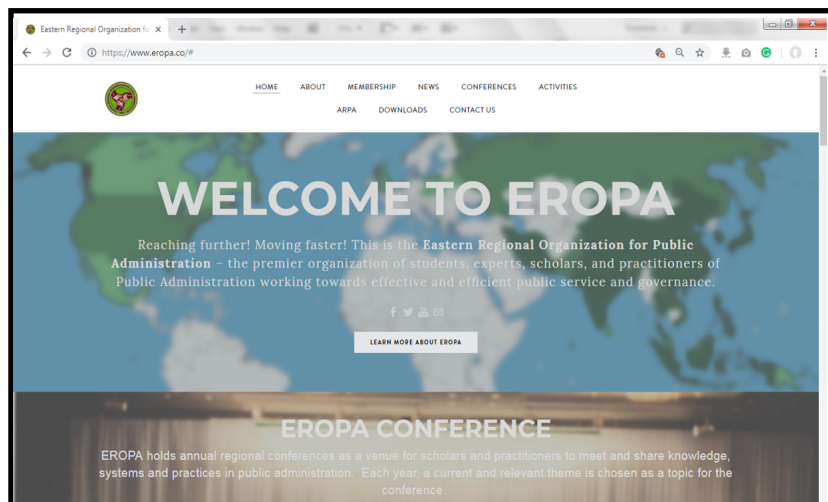 Eastern Regional Organization fo
https://www.eropa.co/#
HOME ABOUT MEMBERSHIP NEWS CONFERENCES ACTIVITIES
ARPA DOWNLOADS CONTACT US
WELCOME TO EROPA
Reaching further! Moving faster! This is the Eastern Regional Organization for Public
Administration – the premier organization of students, experts, scholars, and practitioners of
Public Administration working towards effective and efficient public service and governance.
LEARN MORE ABOUT EROPA
EROPA CONFERENCE
EROPA holds annual regional conferences as a venue for scholars and practitioners to meet and share knowledge,
systems and practices in public administration. Each year, a current and relevant theme is chosen as a topic for the
conference.